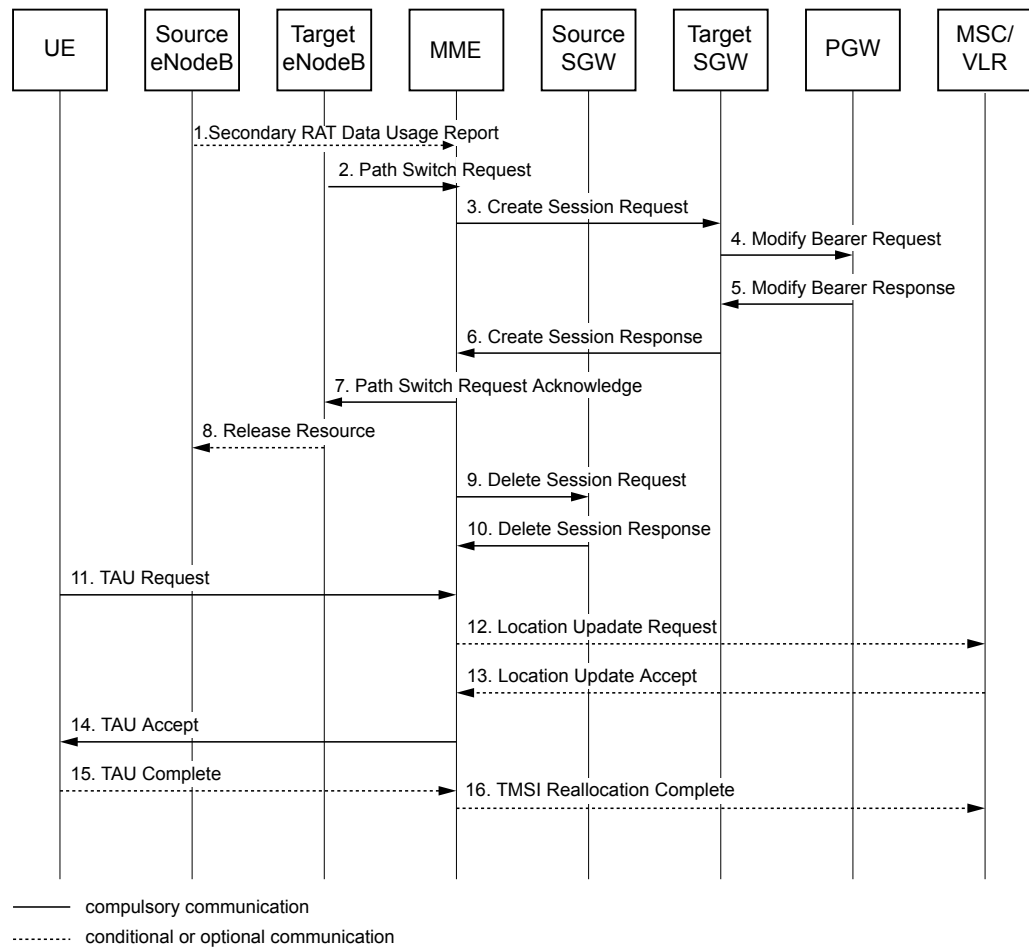 UE
Source
eNodeB
Target
eNodeB
MME
Source
SGW
Target
SGW
PGW
MSC/
VLR
1.Secondary RAT Data Usage Report
2. Path Switch Request
3. Create Session Request
4. Modify Bearer Request
5. Modify Bearer Response
6. Create Session Response
7. Path Switch Request Acknowledge
8. Release Resource
9. Delete Session Request
10. Delete Session Response
11. TAU Request
12. Location Upadate Request
13. Location Update Accept
14. TAU Accept
15. TAU Complete
16. TMSI Reallocation Complete
compulsory communication
conditional or optional communication